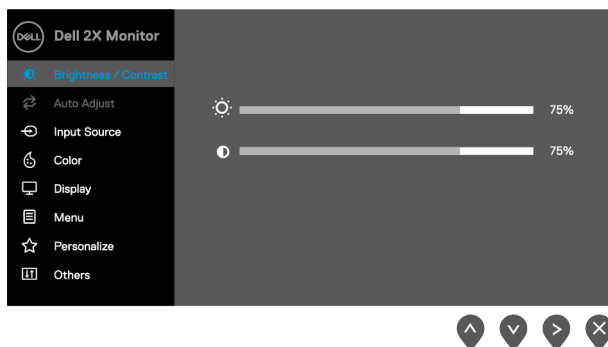 DELL Dell 2X Monitor
Brightness / Contrast
Auto Adjust
75%
Input Source
Color
75%
Display
Menu
Personalize
Others